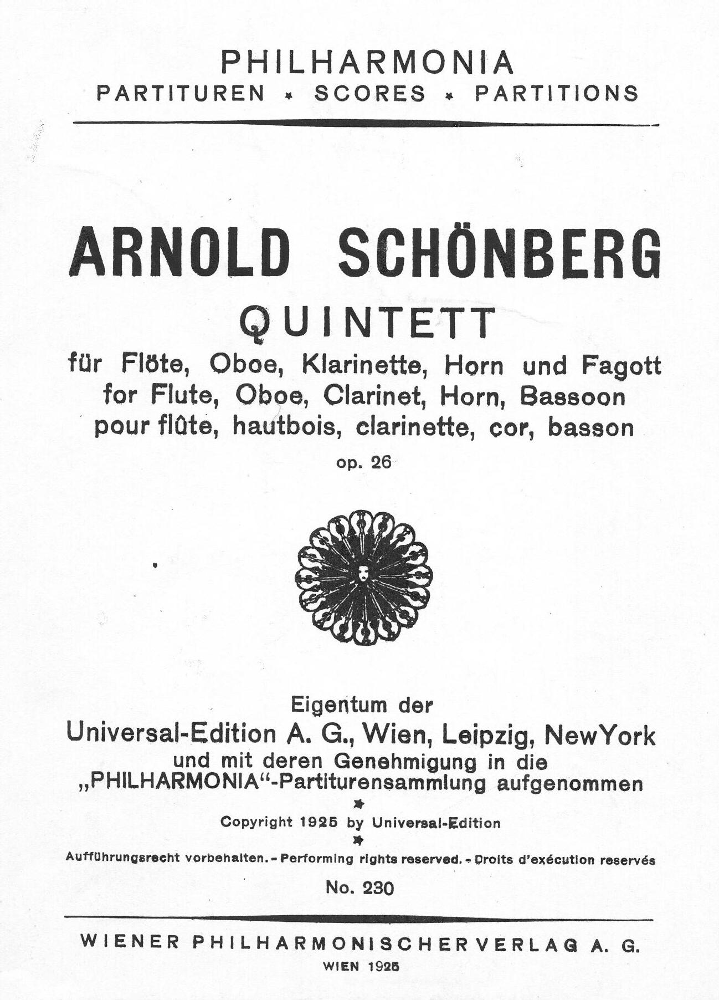 PHILHARMONIA
PARTITUREN ★ SCORES ★ PARTITIONS
ARNOLD SCHÖNBERG
QUINTETT
für Flöte, Oboe, Klarinette, Horn und Fagott
for Flute, Oboe, Clarinet, Horn, Bassoon
pour flûte, hautbois, clarinette, cor, basson
op. 26
Eigentum der
Universal-Edition A. G., Wien, Leipzig, NewYork
und mit deren Genehmigung in die
„PHILHARMONIA“-Partiturensammlung aufgenommen
★
Copyright 1925 by Universal-Edition
★
Aufführungsrecht vorbehalten. - Performing rights reserved. - Droits d'exécution reservés
No. 230
WIENER PHILHARMONISCHER VERLAG A. G.
WIEN 1925